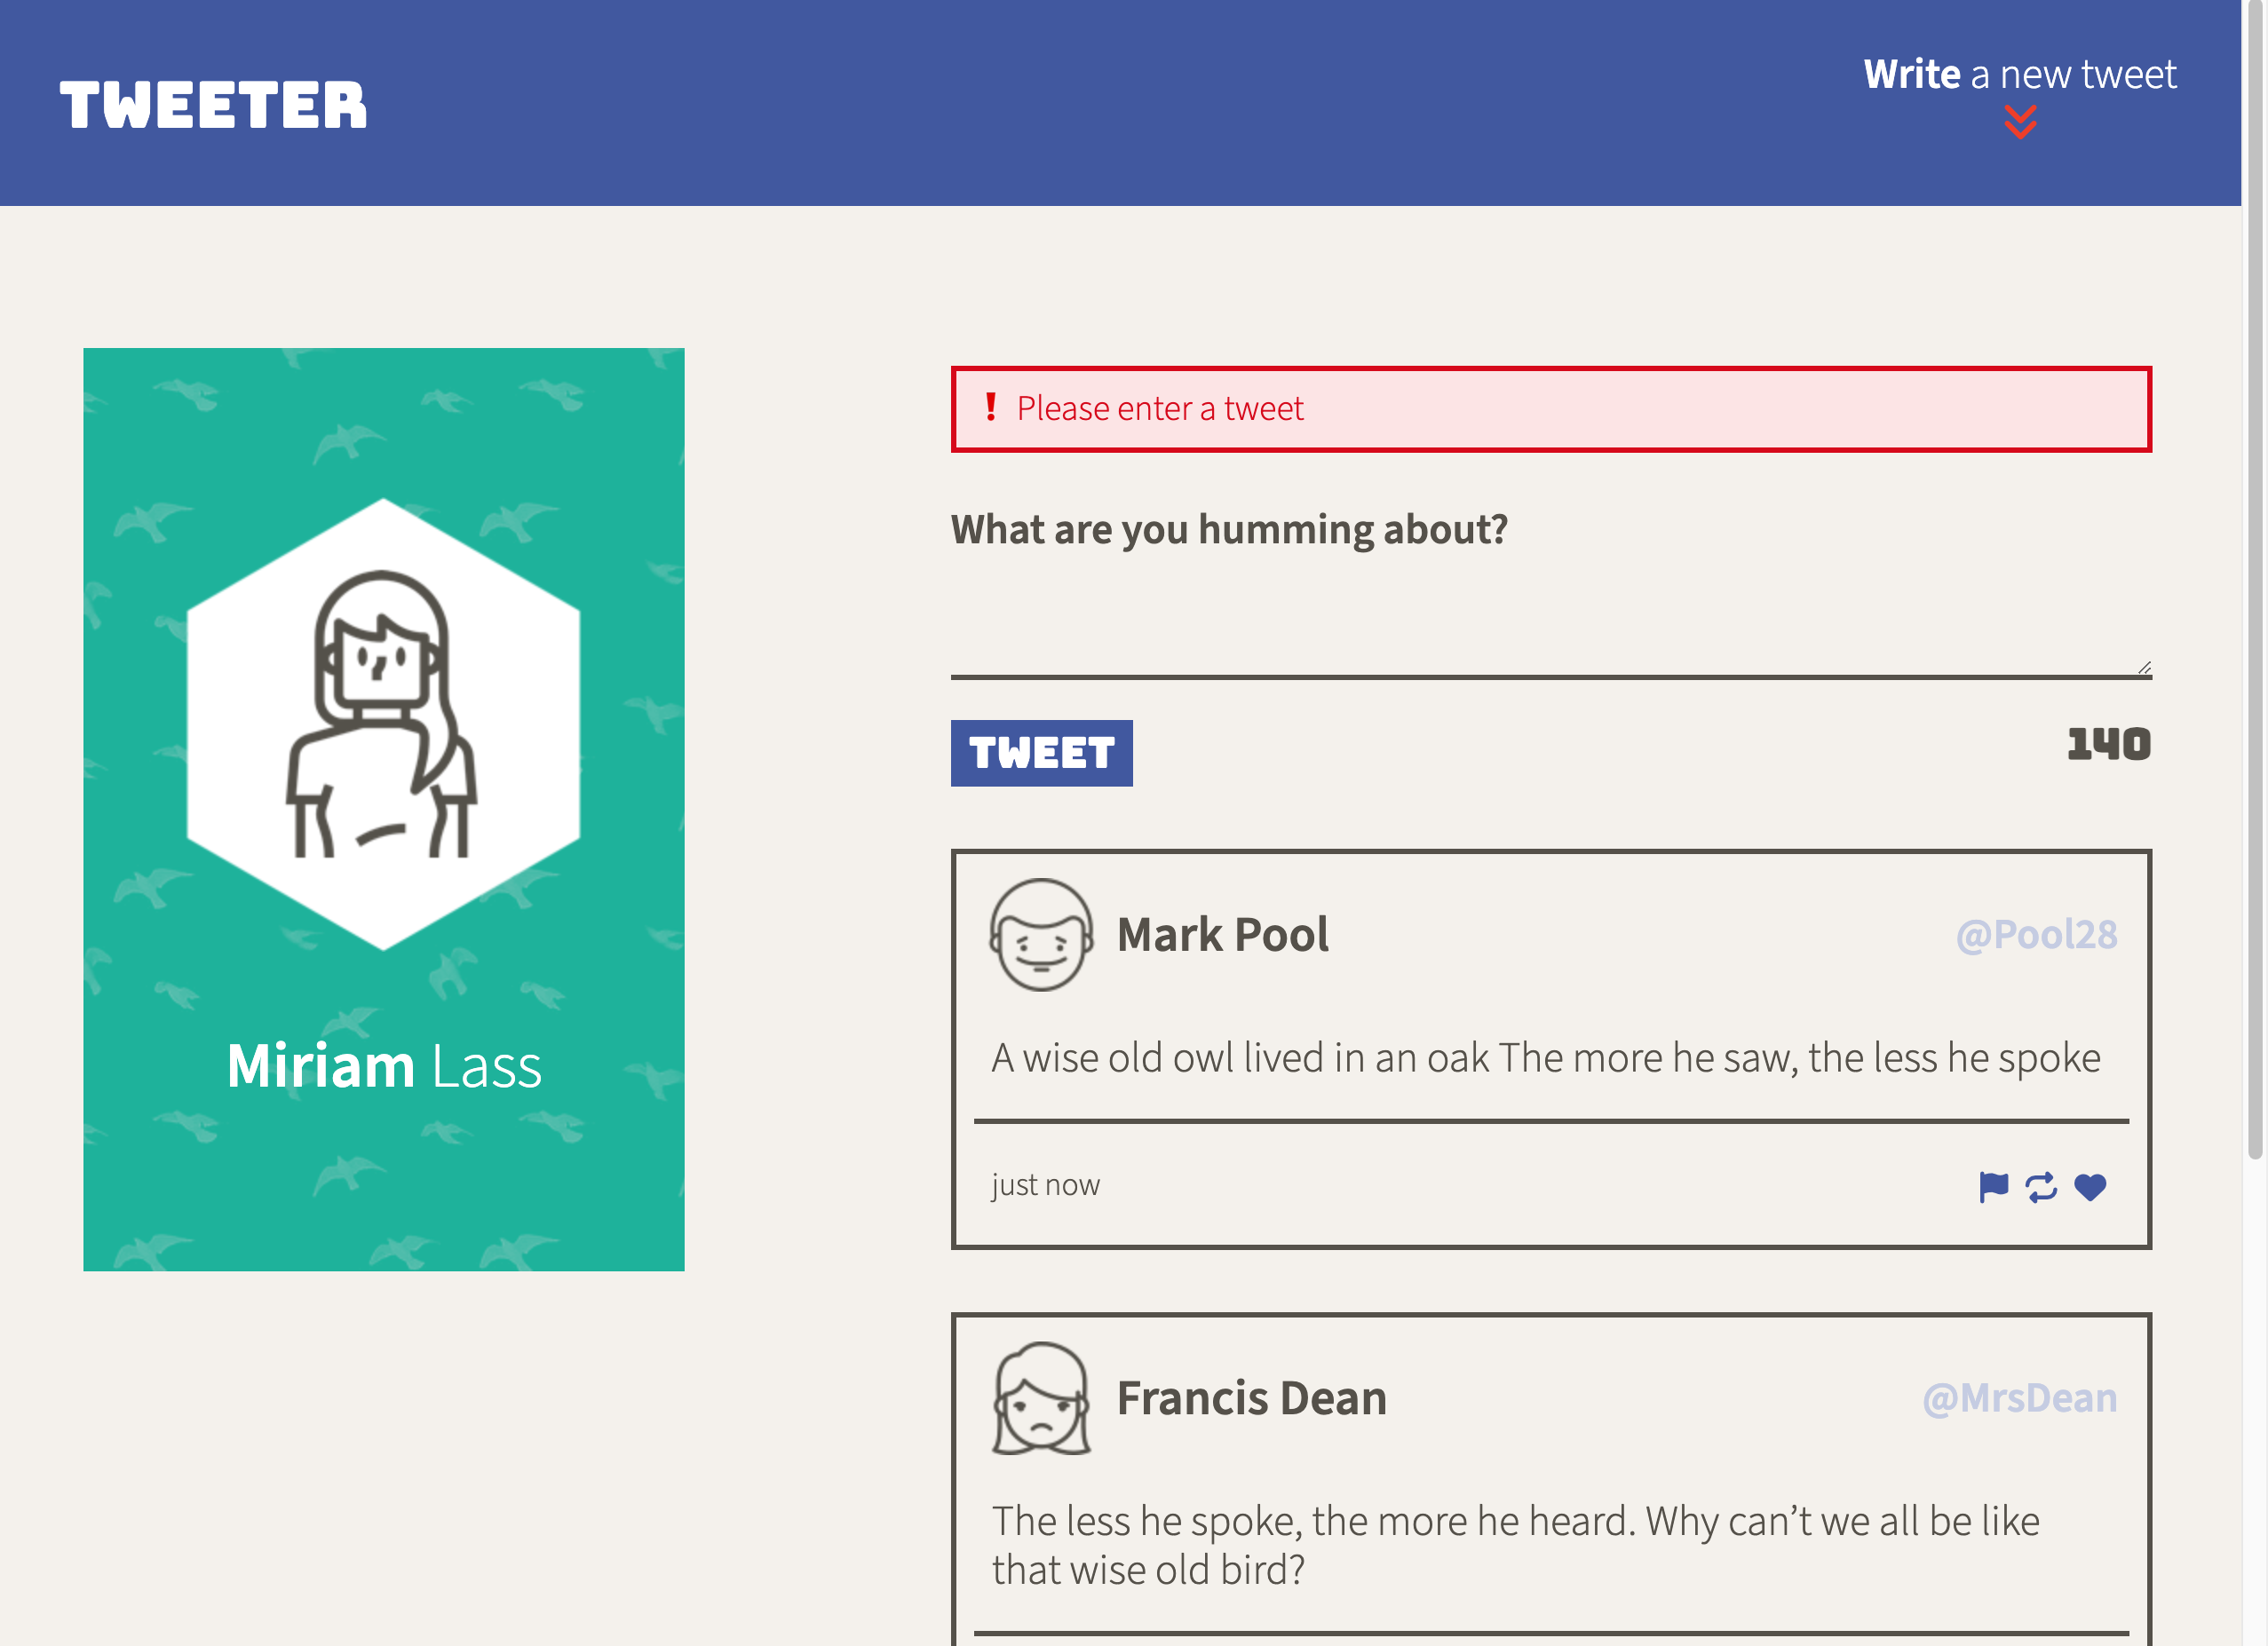 TWEETER
Write a new tweet
Miriam Lass
Please enter a tweet
What are you humming about?
TWEET
140
Mark Pool
@Pool28
A wise old owl lived in an oak The more he saw, the less he spoke
just now
Francis Dean
@MrsDean
The less he spoke, the more he heard. Why can’t we all be like
that wise old bird?